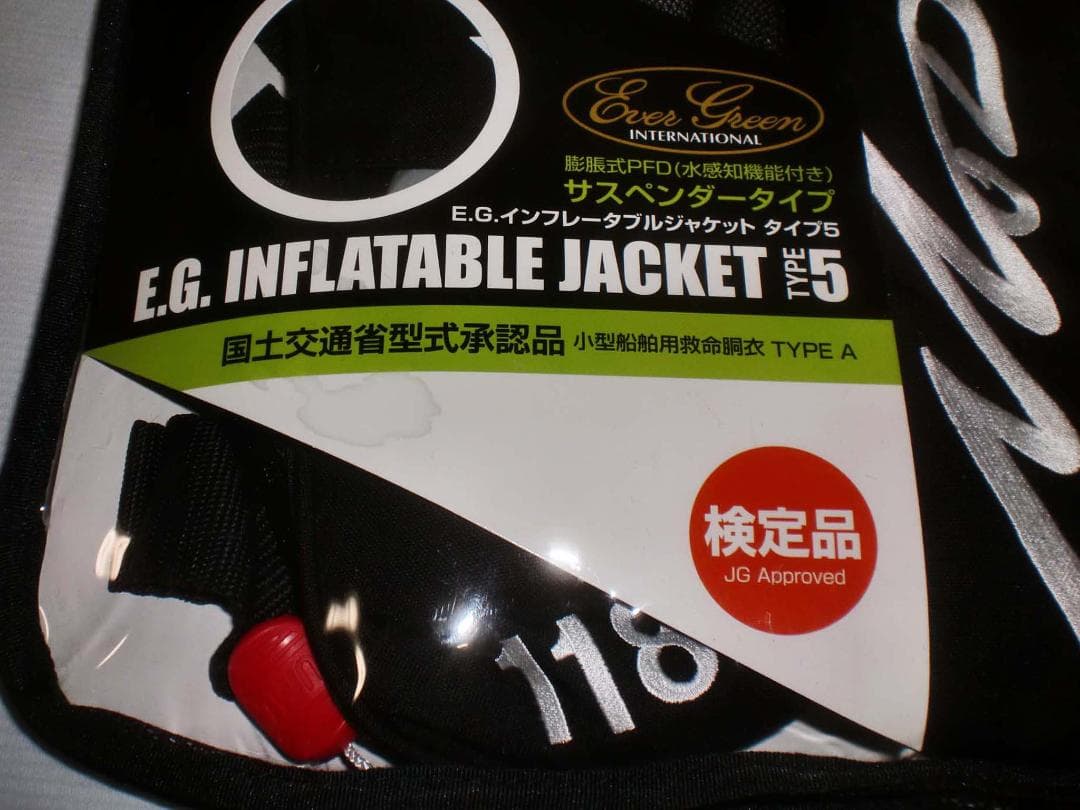 Ever Green
INTERNATIONAL
膨脹式PFD(水感知機能付き)
サスペンダータイプ
E.G.インフレータブルジャケット タイプ5
E.G. INFLATABLE JACKET TYPE 5
国土交通省型式承認品 小型船舶用救命胴衣 TYPE A
検定品
JG Approved
118